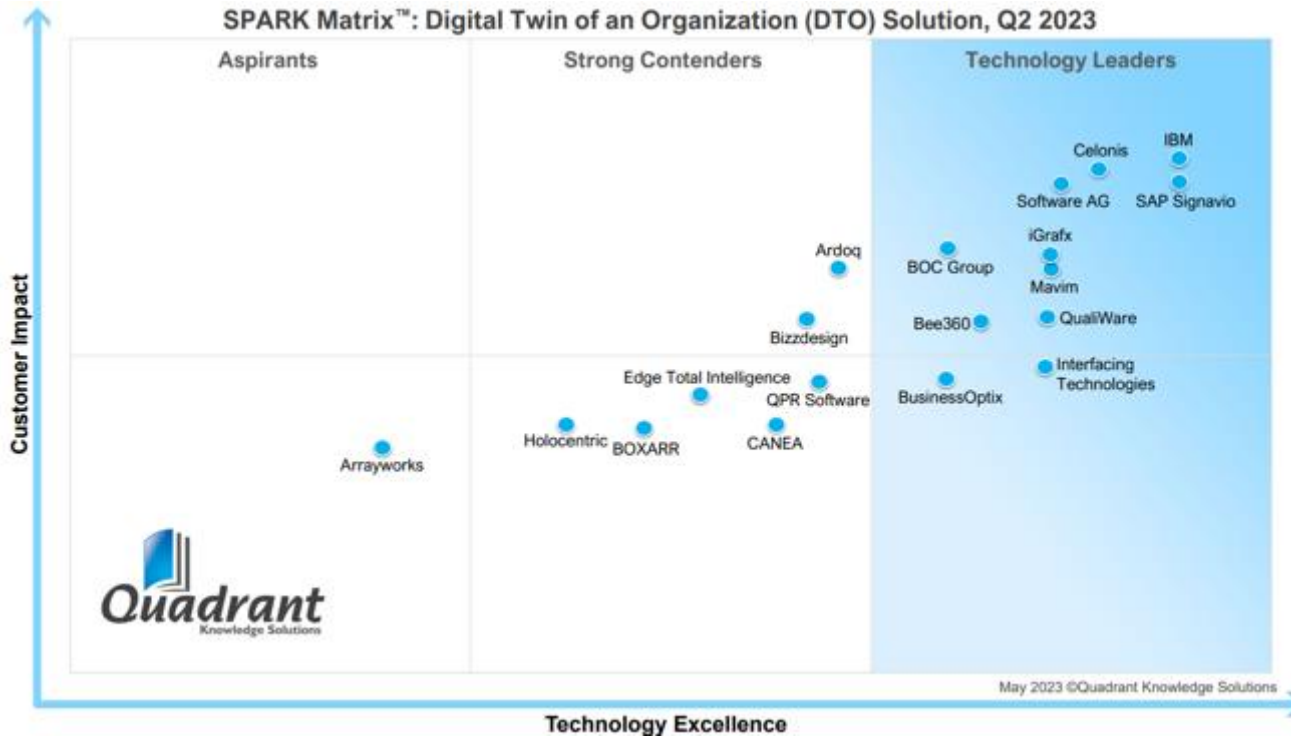 SPARK Matrix™: Digital Twin of an Organization (DTO) Solution, Q2 2023
Aspirants
Strong Contenders
Technology Leaders
IBM
Celonis
Software AG
SAP Signavio
iGrafx
Ardoq
BOC Group
Mavim
Bizzdesign
Bee360
QualiWare
Edge Total Intelligence
QPR Software
BusinessOptix
Interfacing
Technologies
Holocentric
BOXARR
CANEA
Arrayworks
Customer Impact
Quadrant
Knowledge Solutions
May 2023 ©Quadrant Knowledge Solutions
Technology Excellence